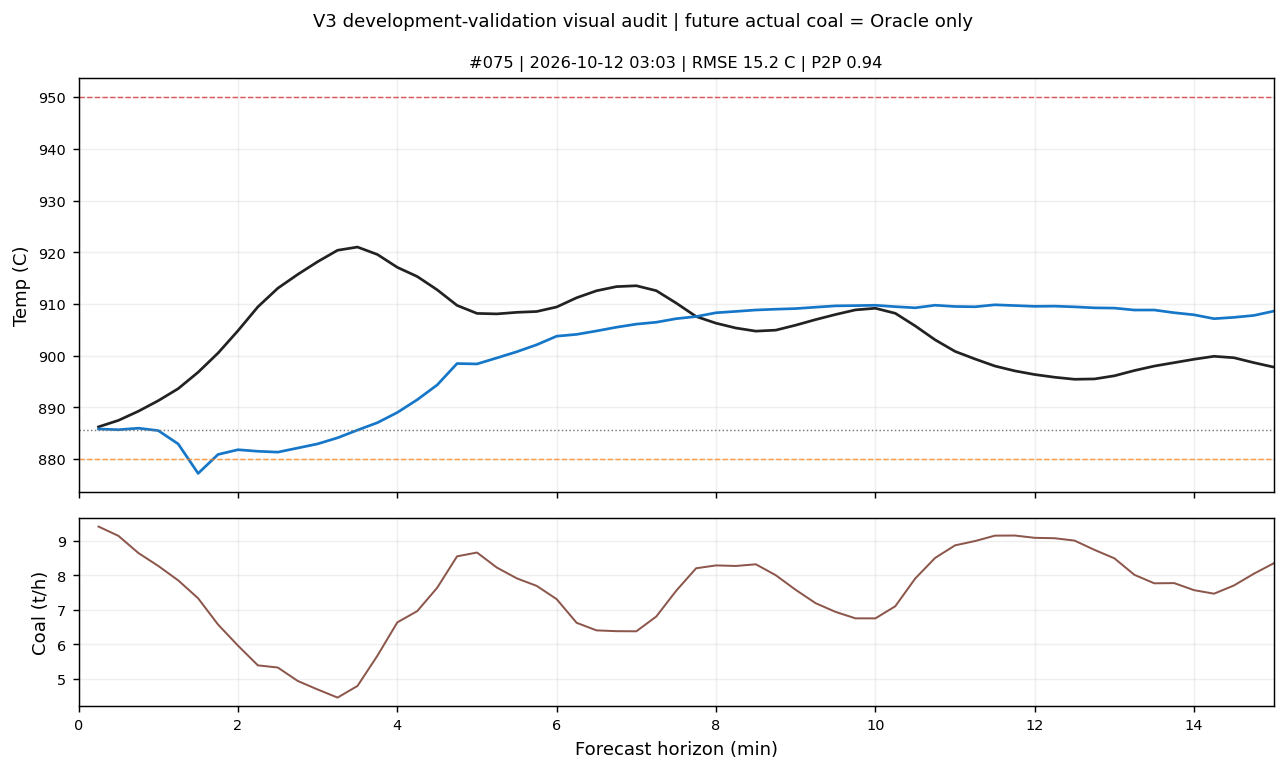 V3 development-validation visual audit | future actual coal = Oracle only
#075 | 2026-10-12 03:03 | RMSE 15.2 C | P2P 0.94
950
940
930
920
910
900
890
880
Temp (C)
9
8
7
6
5
Coal (t/h)
0 2 4 6 8 10 12 14
Forecast horizon (min)